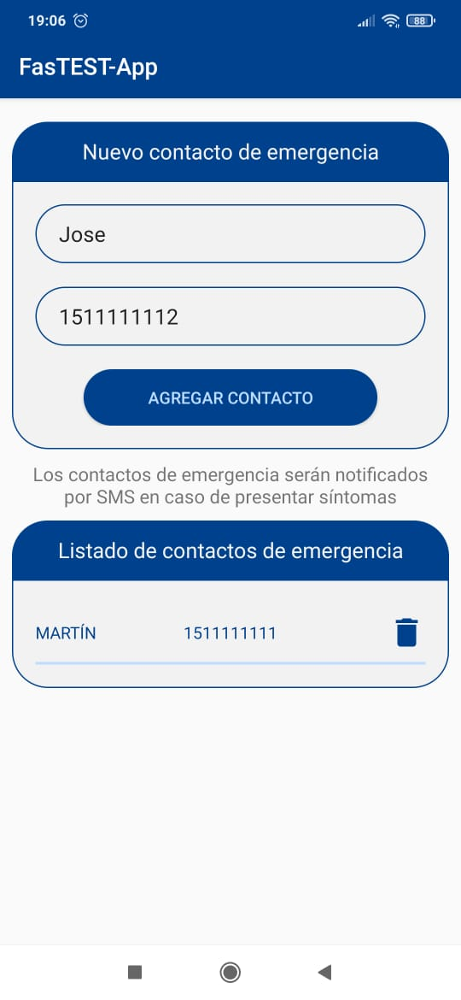 19:06
88
FasTEST-App
Nuevo contacto de emergencia
Jose
1511111112
AGREGAR CONTACTO
Los contactos de emergencia serán notificados
por SMS en caso de presentar síntomas
Listado de contactos de emergencia
MARTÍN 1511111111